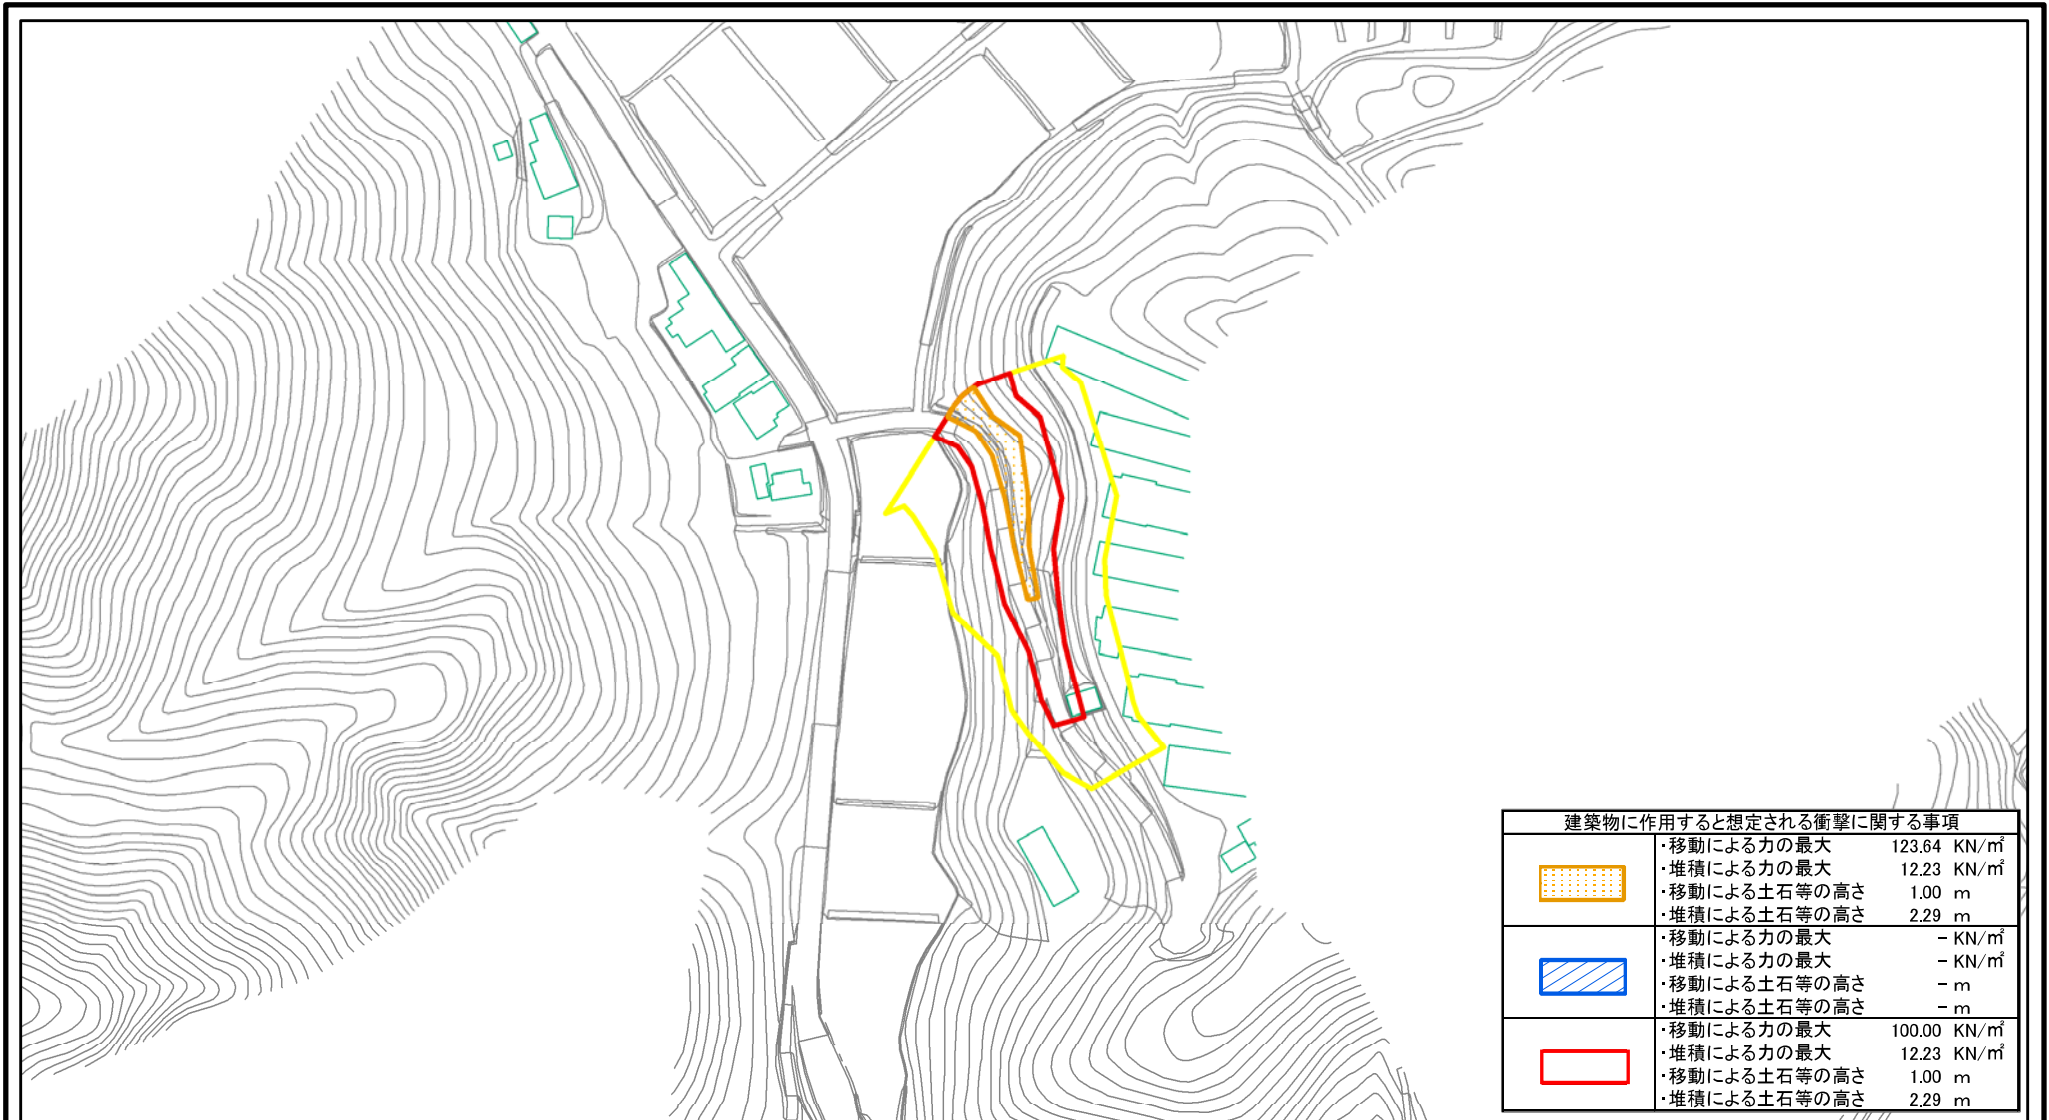 建築物に作用すると想定される衝撃に関する事項
・移動による力の最大 123.64 KN/㎡
・堆積による力の最大 12.23 KN/㎡
・移動による土石等の高さ 1.00 m
・堆積による土石等の高さ 2.29 m
・移動による力の最大 - KN/㎡
・堆積による力の最大 - KN/㎡
・移動による土石等の高さ - m
・堆積による土石等の高さ - m
・移動による力の最大 100.00 KN/㎡
・堆積による力の最大 12.23 KN/㎡
・移動による土石等の高さ 1.00 m
・堆積による土石等の高さ 2.29 m